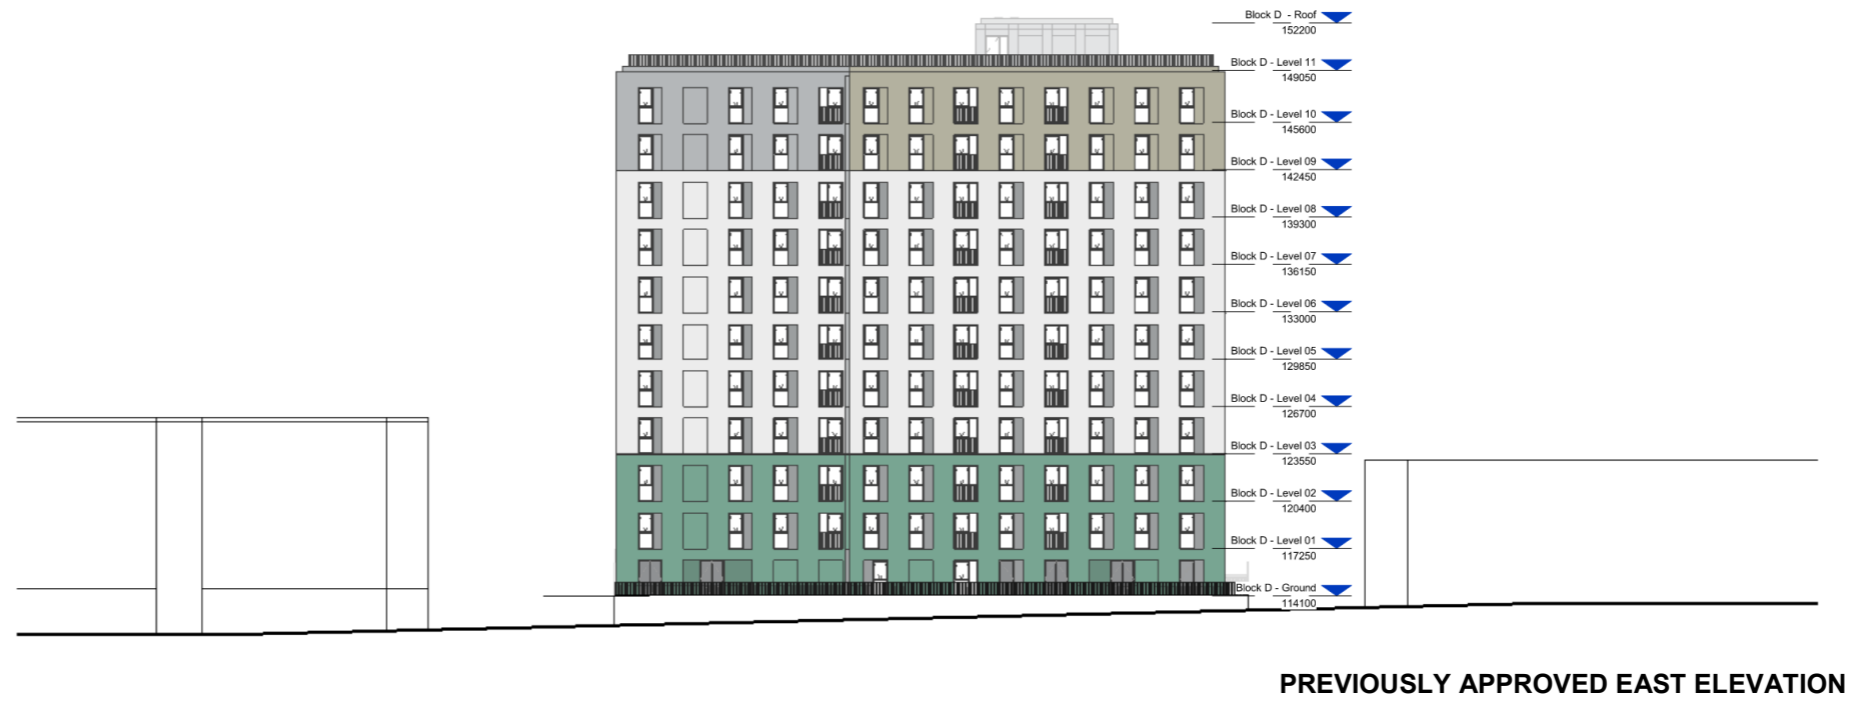 Block D - Roof
152200
Block D - Level 11
149050
Block D - Level 10
145600
Block D - Level 09
142450
Block D - Level 08
139300
Block D - Level 07
136150
Block D - Level 06
133000
Block D - Level 05
129850
Block D - Level 04
126700
Block D - Level 03
123550
Block D - Level 02
120400
Block D - Level 01
117250
Block D - Ground
114100
PREVIOUSLY APPROVED EAST ELEVATION